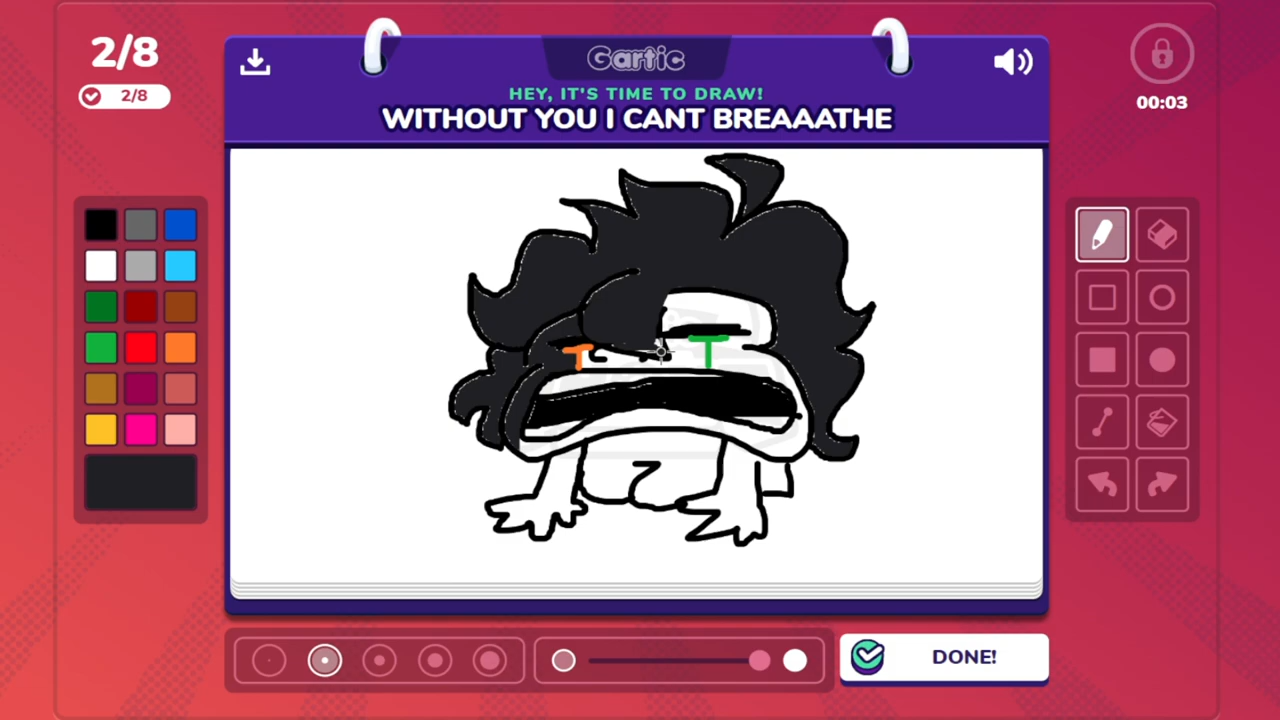 2/8
2/8
Gartic
HEY, IT'S TIME TO DRAW!
WITHOUT YOU I CANT BREAAATHE
00:03
T T
DONE!